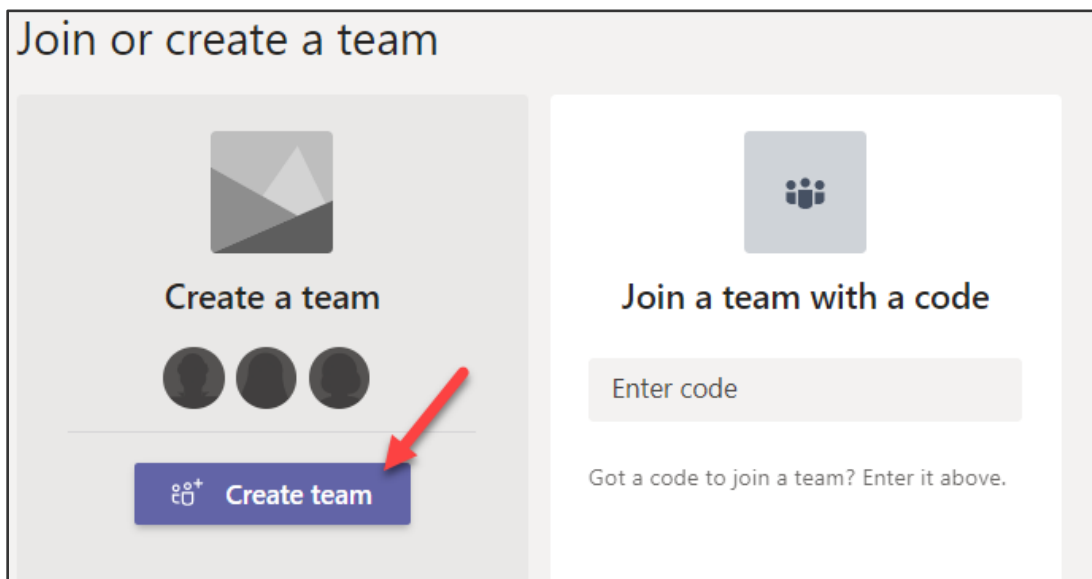 Join or create a team
Create a team
Create team
Join a team with a code
Enter code
Got a code to join a team? Enter it above.